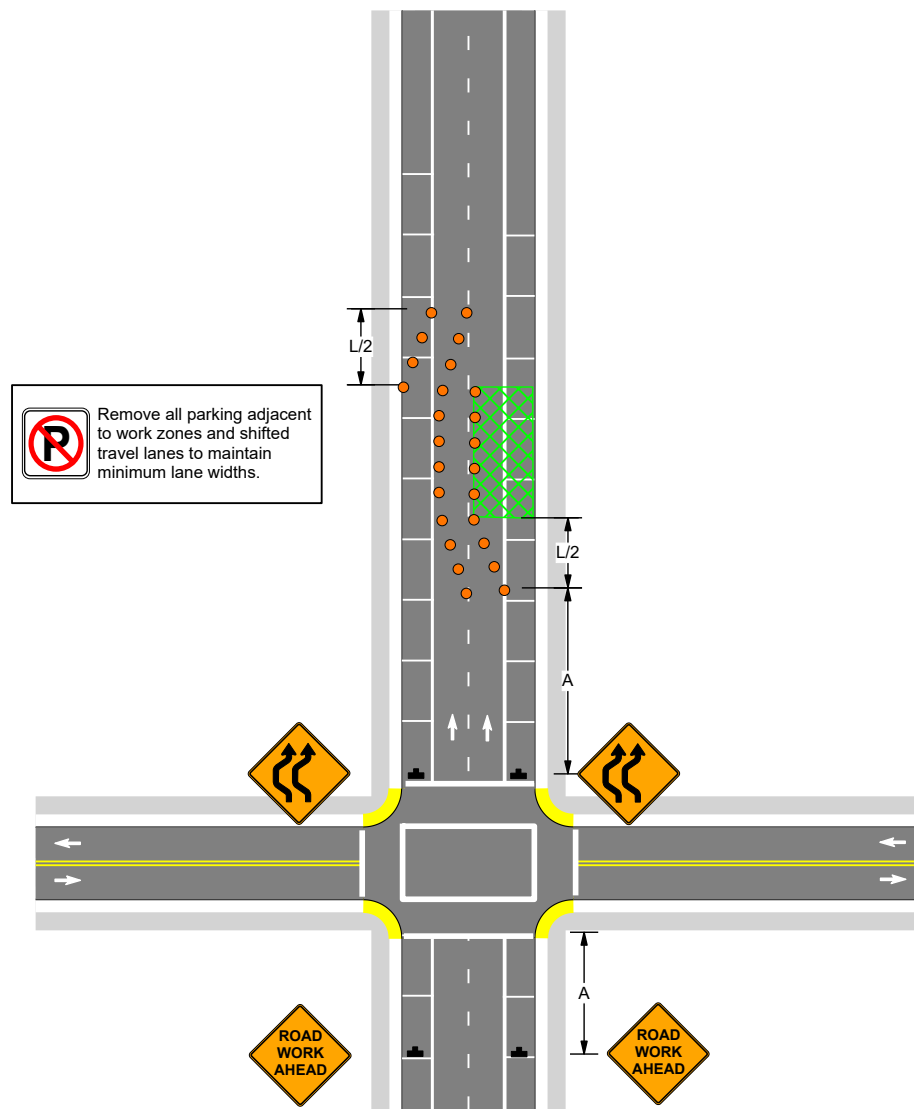 L/2
P
Remove all parking adjacent
to work zones and shifted
travel lanes to maintain
minimum lane widths.
L/2
A
A
ROAD
WORK
AHEAD
ROAD
WORK
AHEAD